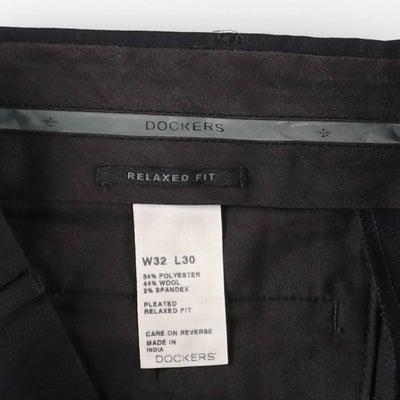 DOCKERS
RELAXED FIT
W32 L30
54% POLYESTER
44% WOOL
2% SPANDEX
PLEATED
RELAXED FIT
CARE ON REVERSE
MADE IN
INDIA
DOCKERS